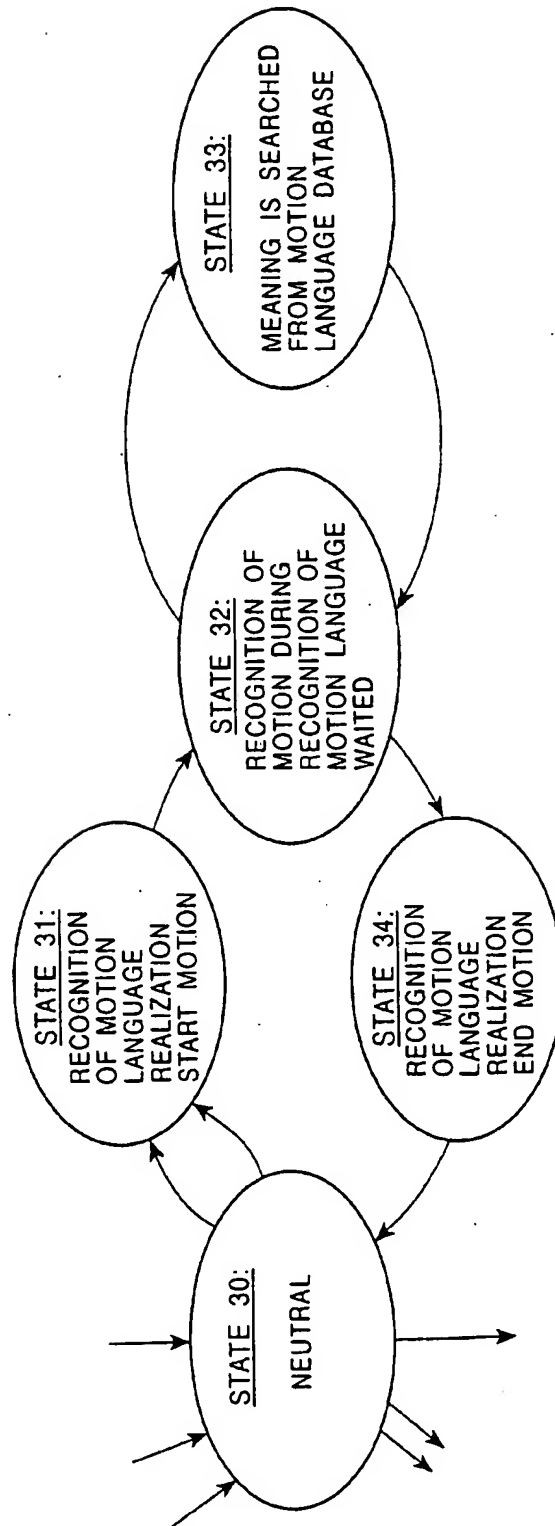 STATE 30:
NEUTRAL
STATE 31:
RECOGNITION
OF MOTION
LANGUAGE
REALIZATION
START MOTION
STATE 32:
RECOGNITION OF
MOTION DURING
RECOGNITION OF
MOTION LANGUAGE
WAITED
STATE 33:
MEANING IS SEARCHED
FROM MOTION
LANGUAGE DATABASE
STATE 34:
RECOGNITION
OF MOTION
LANGUAGE
REALIZATION
END MOTION